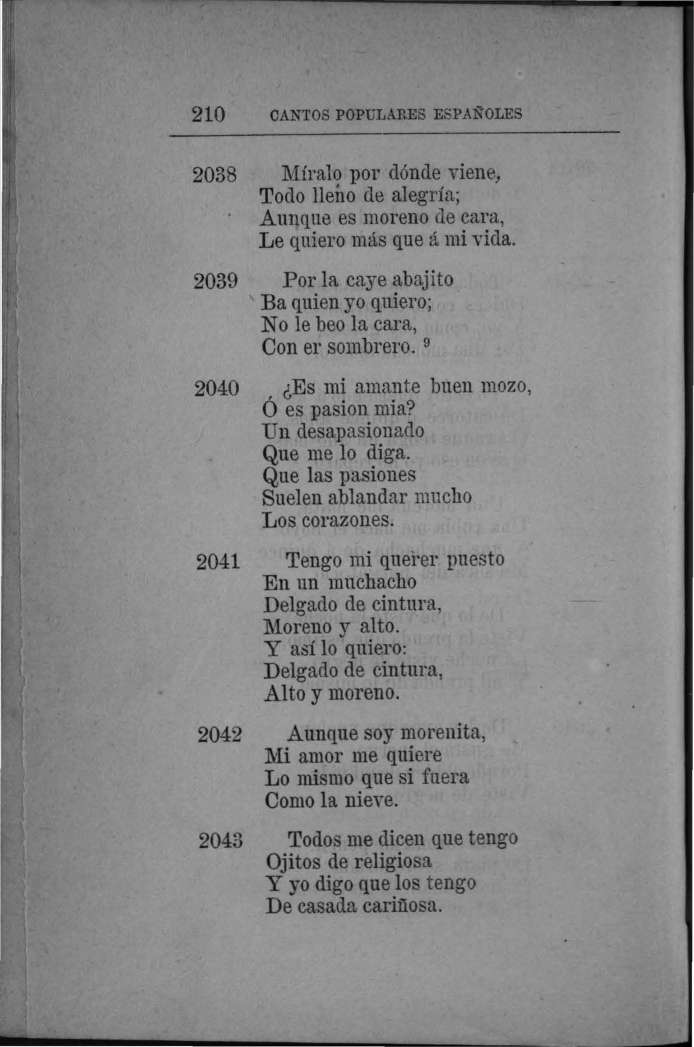 210 CANTOS POPULARES ESPAÑOLES
2038 Míralo por dónde viene,
Todo lleno de alegría;
Aunque es moreno de cara,
Le quiero más que á mi vida.
2039 Por la caye abajito
Ba quien yo quiero;
No le beo la cara,
Con er sombrero. 9
2040 ¿Es mi amante buen mozo,
Ó es pasion mia?
Un desapasionado
Que me lo diga.
Que las pasiones
Suelen ablandar mucho
Los corazones.
2041 Tengo mi querer puesto
En un muchacho
Delgado de cintura,
Moreno y alto.
Y así lo quiero:
Delgado de cintura,
Alto y moreno.
2042 Aunque soy morenita,
Mi amor me quiere
Lo mismo que si fuera
Como la nieve.
2043 Todos me dicen que tengo
Ojitos de religiosa
Y yo digo que los tengo
De casada cariñosa.